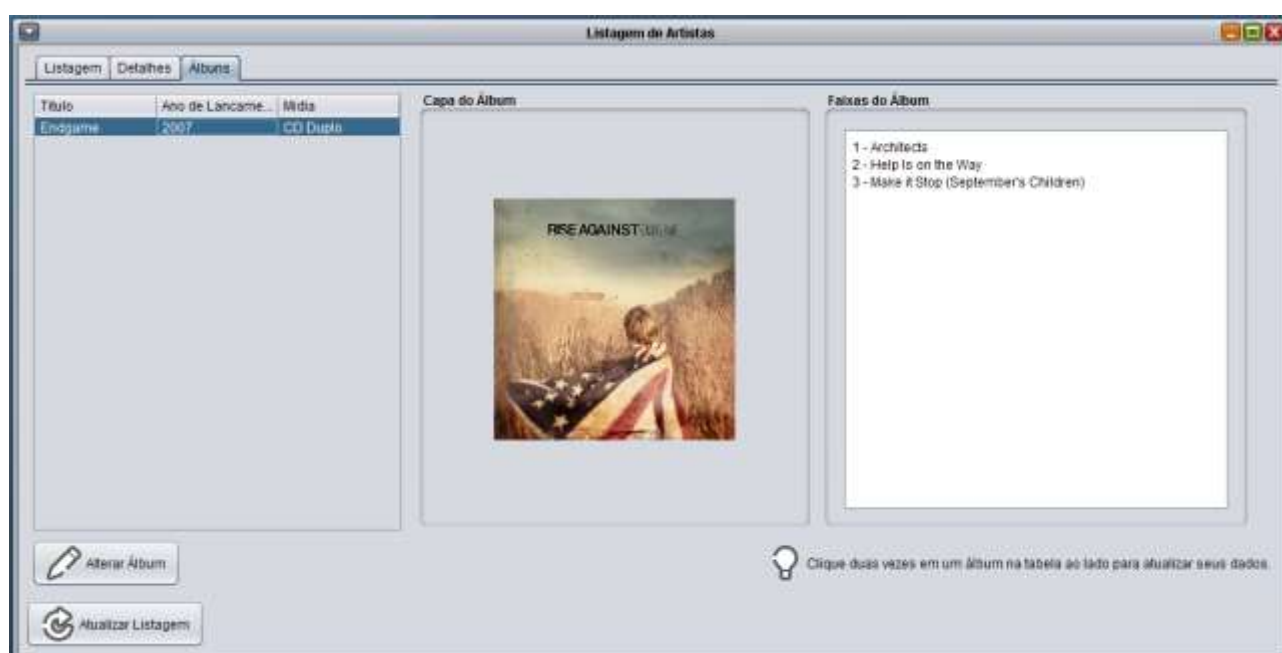 Listagem de Artistas
Listagem Detalhes Álbuns
Título Ano de Lancame... Mídia
Endgame 2007 CD Duplo
Capa do Álbum
RISE AGAINST
Faixas do Álbum
1 - Architects
2 - Help Is on the Way
3 - Make it Stop (September's Children)
Alterar Álbum
Clique duas vezes em um álbum na tabela ao lado para atualizar seus dados.
Atualizar Listagem